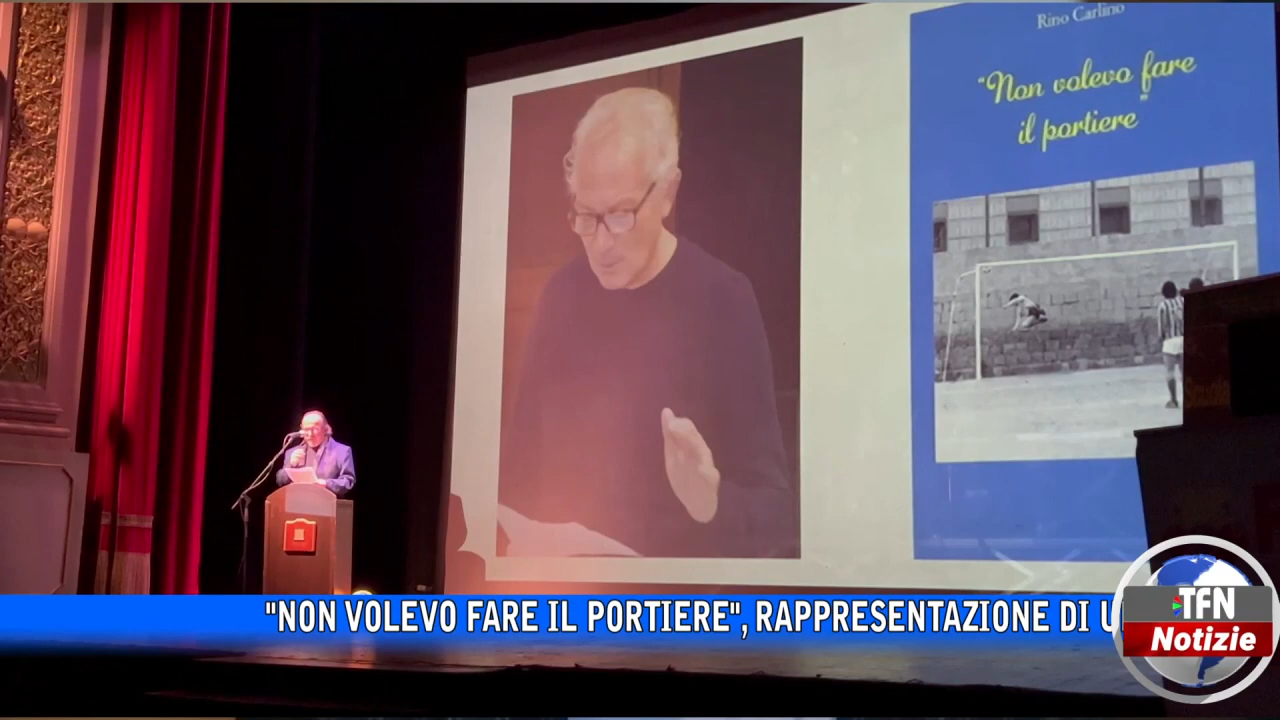 Rino Carlino
"Non volevo fare
il portiere"
"NON VOLEVO FARE IL PORTIERE", RAPPRESENTAZIONE DI U
TFN
Notizie